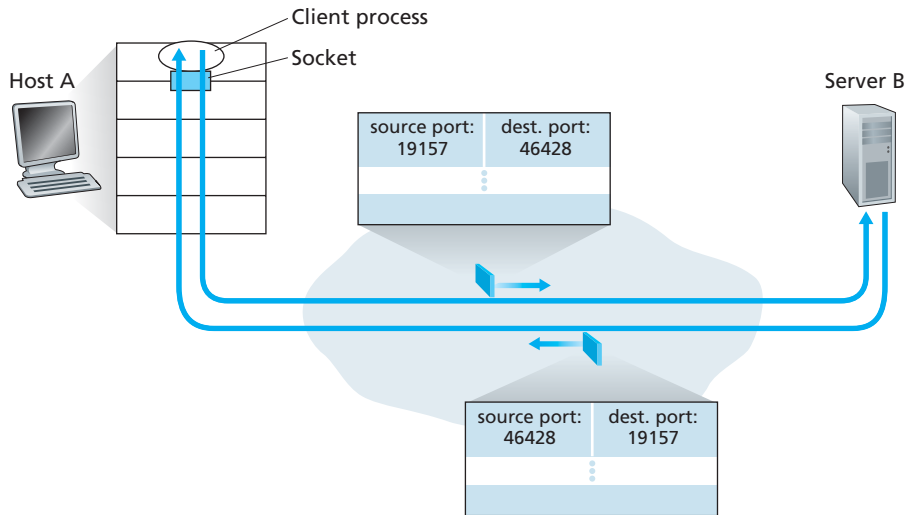 Client process
Socket
Host A
Server B
source port:
19157
dest. port:
46428
source port:
46428
dest. port:
19157